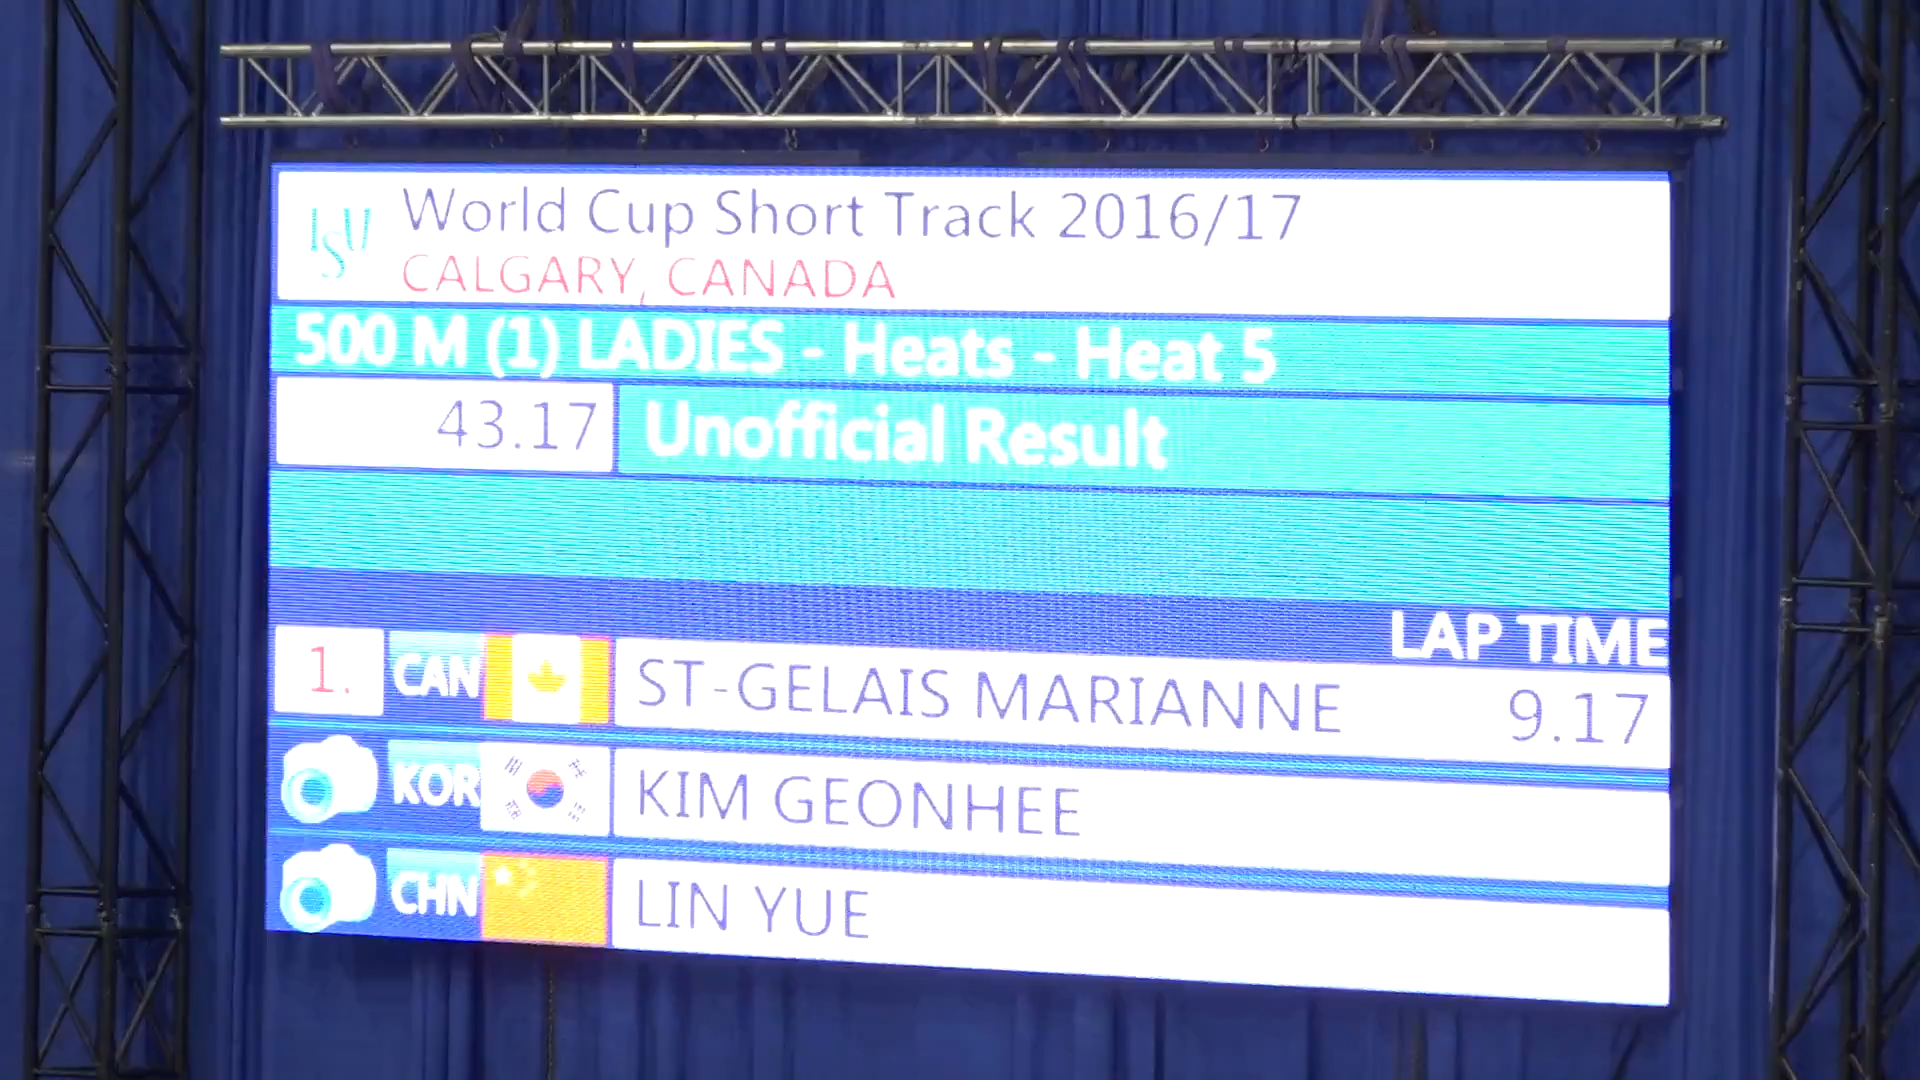 ISU
World Cup Short Track 2016/17
CALGARY, CANADA
500 M (1) LADIES - Heats - Heat 5
43.17 Unofficial Result
LAP TIME
1. CAN ST-GELAIS MARIANNE 9.17
KOR KIM GEONHEE
CHN LIN YUE